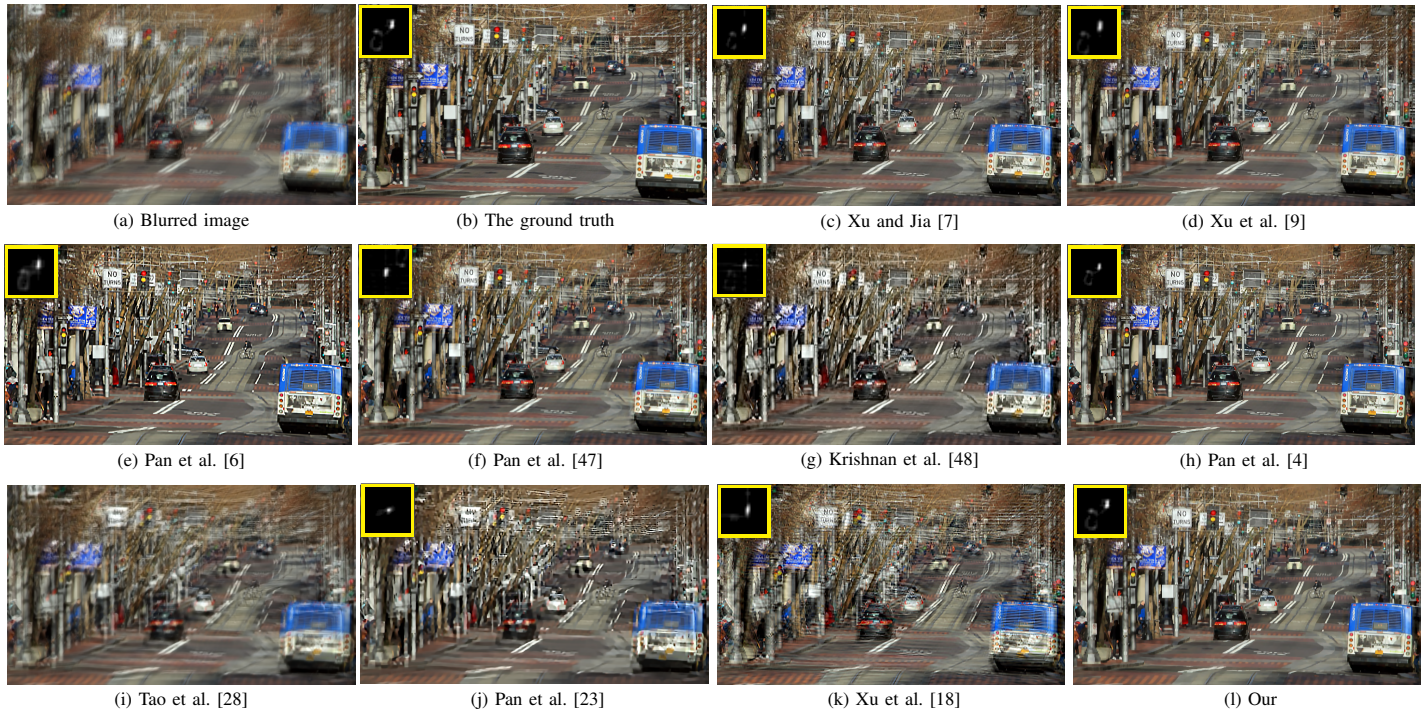 NO
TURNS
(a) Blurred image
(b) The ground truth
(c) Xu and Jia [7]
(d) Xu et al. [9]
(e) Pan et al. [6]
(f) Pan et al. [47]
(g) Krishnan et al. [48]
(h) Pan et al. [4]
(i) Tao et al. [28]
(j) Pan et al. [23]
(k) Xu et al. [18]
(l) Our